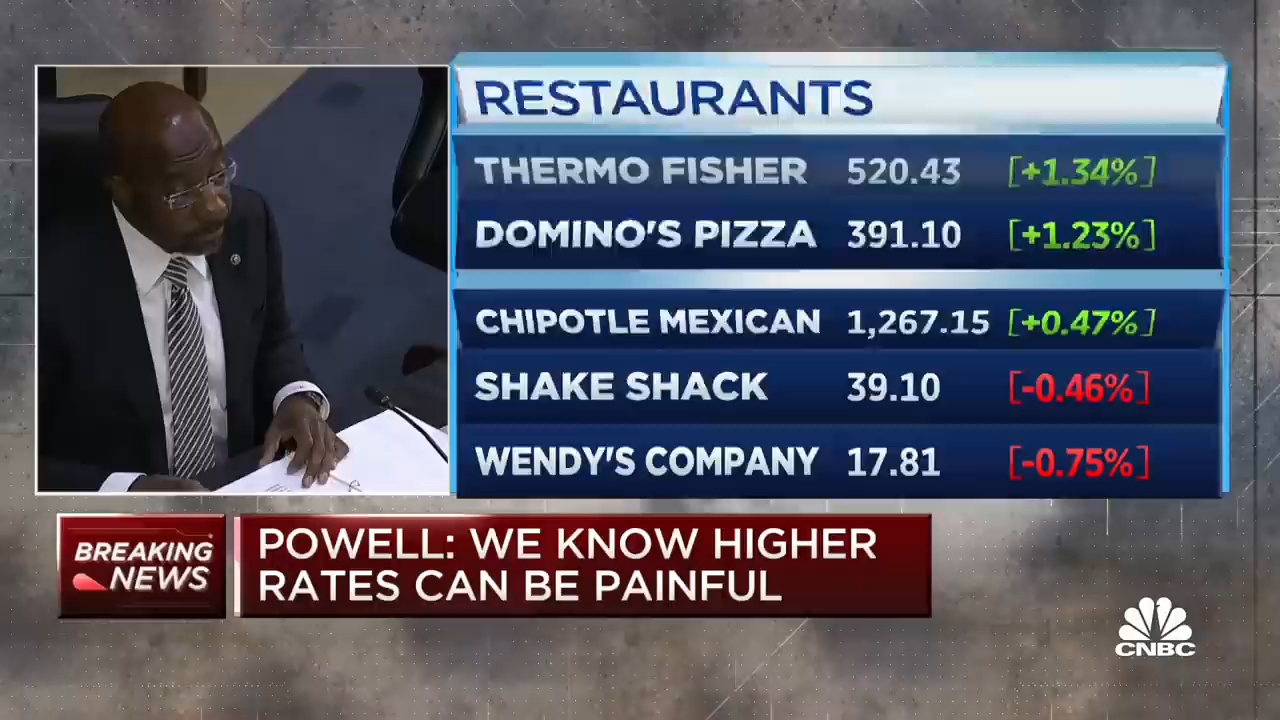 RESTAURANTS
THERMO FISHER 520.43 [+1.34%]
DOMINO'S PIZZA 391.10 [+1.23%]
CHIPOTLE MEXICAN 1,267.15 [+0.47%]
SHAKE SHACK 39.10 [-0.46%]
WENDY'S COMPANY 17.81 [-0.75%]
BREAKING
NEWS
POWELL: WE KNOW HIGHER
RATES CAN BE PAINFUL
CNBC